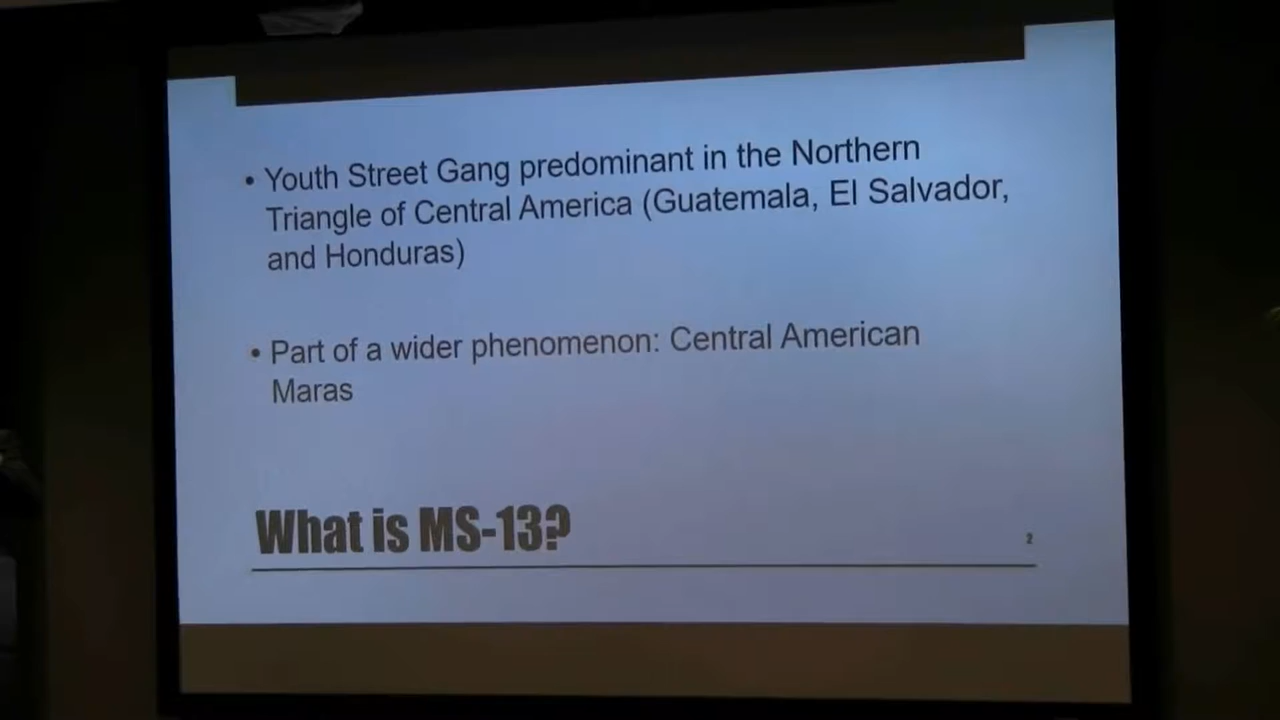 • Youth Street Gang predominant in the Northern
Triangle of Central America (Guatemala, El Salvador,
and Honduras)
• Part of a wider phenomenon: Central American
Maras
What is MS-13?
2